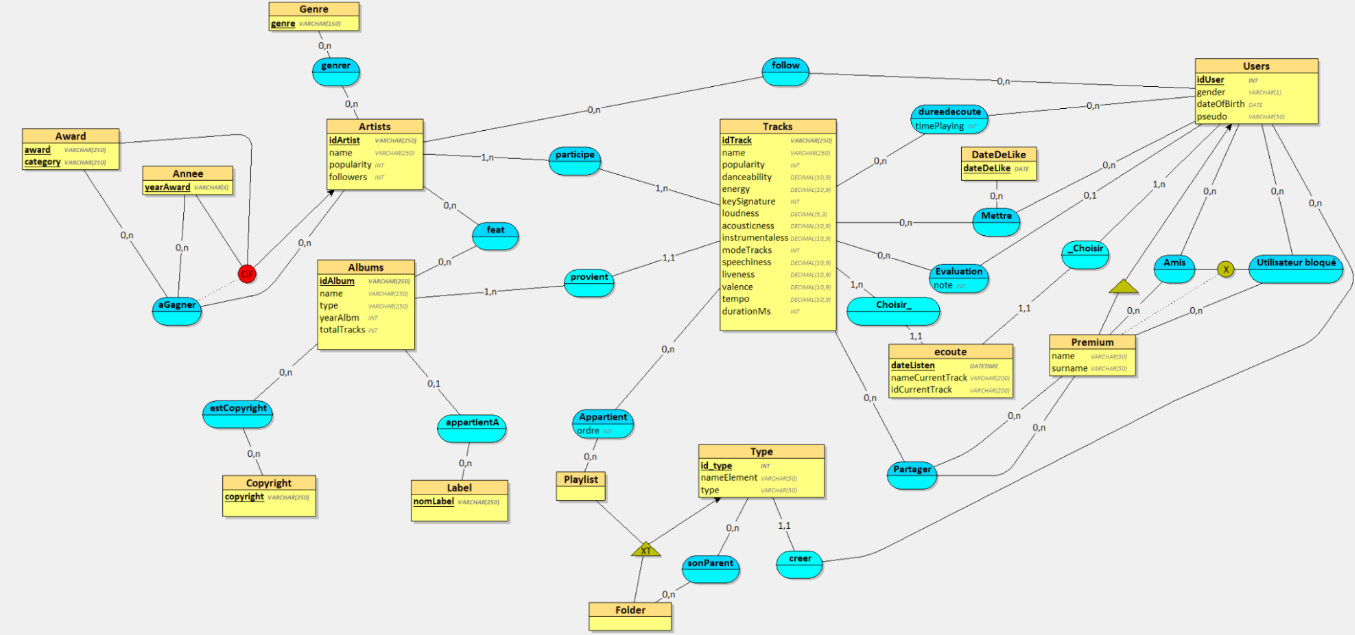 Genre
genre VARCHAR(150)
0,n
genrer
0,n
follow
0,n
0,n
Users
idUser INT
gender VARCHAR(1)
dateOfBirth DATE
pseudo VARCHAR(50)
Award
award VARCHAR(250)
category VARCHAR(250)
Annee
yearAward VARCHAR(4)
Artists
idArtist VARCHAR(250)
name VARCHAR(250)
popularity INT
followers INT
1,n
participe
1,n
Tracks
idTrack VARCHAR(250)
name VARCHAR(250)
popularity INT
danceability DECIMAL(10,9)
energy DECIMAL(10,9)
keySignature INT
loudness DECIMAL(5,3)
acousticness DECIMAL(10,9)
instrumentaless DECIMAL(10,9)
modeTracks INT
speechiness DECIMAL(10,9)
liveness DECIMAL(10,9)
valence DECIMAL(10,9)
tempo DECIMAL(10,9)
durationMs INT
dureedecoute
timePlaying INT
0,n
0,n
DateDeLike
dateDeLike DATE
0,n
0,n
Mettre
0,n
0,1
Evaluation
note INT
0,n
_Choisir
1,n
1,1
Amis
0,n
0,n
X
Utilisateur bloqué
0,n
0,n
0,n
0,n
0,n
0,n
CIF
aGagner
0,n
feat
0,n
Albums
idAlbum VARCHAR(250)
name VARCHAR(250)
type VARCHAR(250)
yearAlbm INT
totalTracks INT
1,n
provient
1,1
1,n
Choisir_
1,1
ecoute
dateListen DATETIME
nameCurrentTrack VARCHAR(200)
idCurrentTrack VARCHAR(200)
Premium
name VARCHAR(50)
surname VARCHAR(50)
0,n
estCopyright
0,n
Copyright
copyright VARCHAR(250)
0,1
appartientA
0,n
Label
nomLabel VARCHAR(250)
0,n
Appartient
ordre INT
0,n
Playlist
Type
id_type INT
nameElement VARCHAR(50)
type VARCHAR(50)
0,n
0,n
0,n
Partager
XT
0,n
sonParent
0,n
1,1
creer
Folder